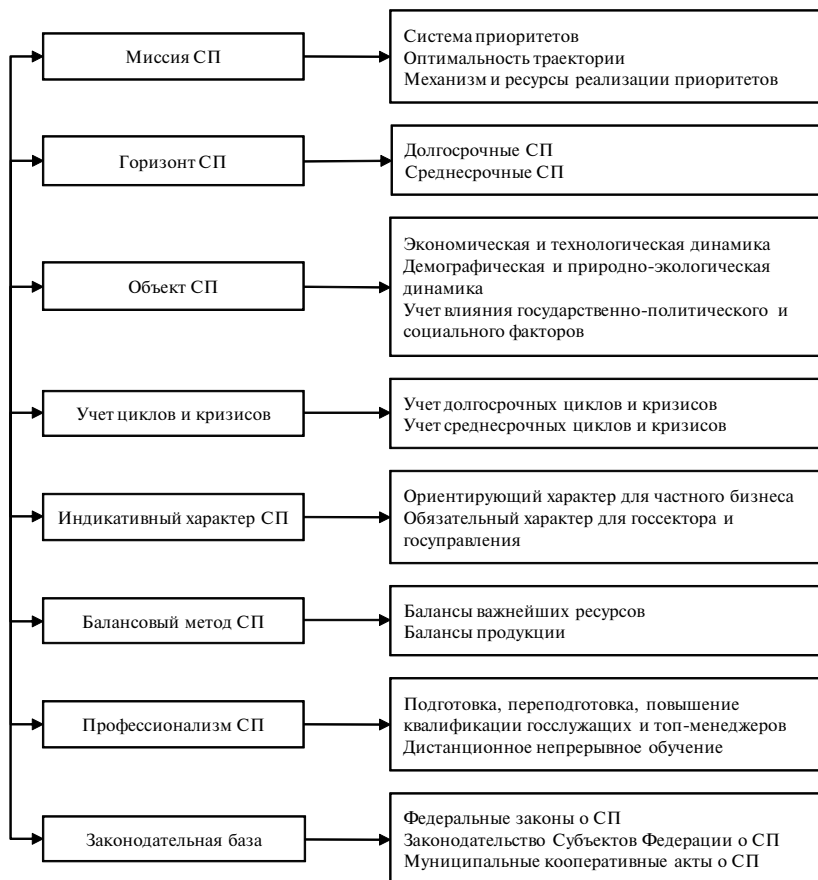 Миссия СП
Система приоритетов
Оптимальность траектории
Механизм и ресурсы реализации приоритетов
Горизонт СП
Долгосрочные СП
Среднесрочные СП
Объект СП
Экономическая и технологическая динамика
Демографическая и природно-экологическая
динамика
Учет влияния государственно-политического и
социального факторов
Учет циклов и кризисов
Учет долгосрочных циклов и кризисов
Учет среднесрочных циклов и кризисов
Индикативный характер СП
Ориентирующий характер для частного бизнеса
Обязательный характер для госсектора и
госуправления
Балансовый метод СП
Балансы важнейших ресурсов
Балансы продукции
Профессионализм СП
Подготовка, переподготовка, повышение
квалификации госслужащих и топ-менеджеров
Дистанционное непрерывное обучение
Законодательная база
Федеральные законы о СП
Законодательство Субъектов Федерации о СП
Муниципальные кооперативные акты о СП